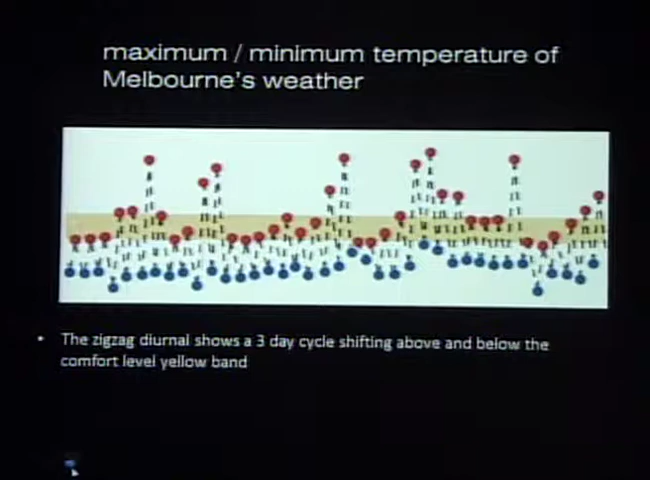 maximum / minimum temperature of
Melbourne's weather
• The zigzag diurnal shows a 3 day cycle shifting above and below the
comfort level yellow band